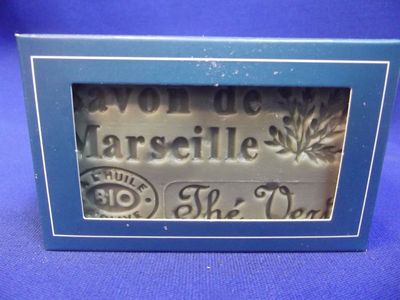 Savon de
Marseille
A L'HUILE
BIO
Thé Vert